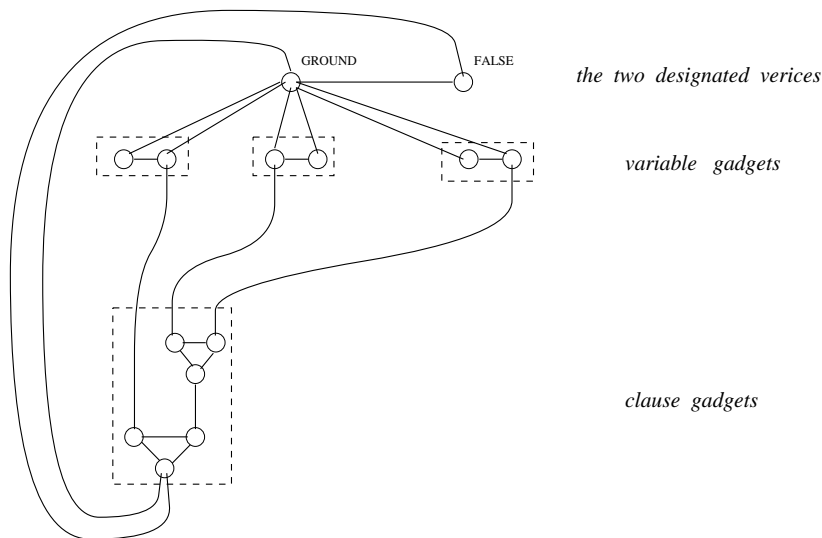 GROUND
FALSE
the two designated verices
variable gadgets
clause gadgets